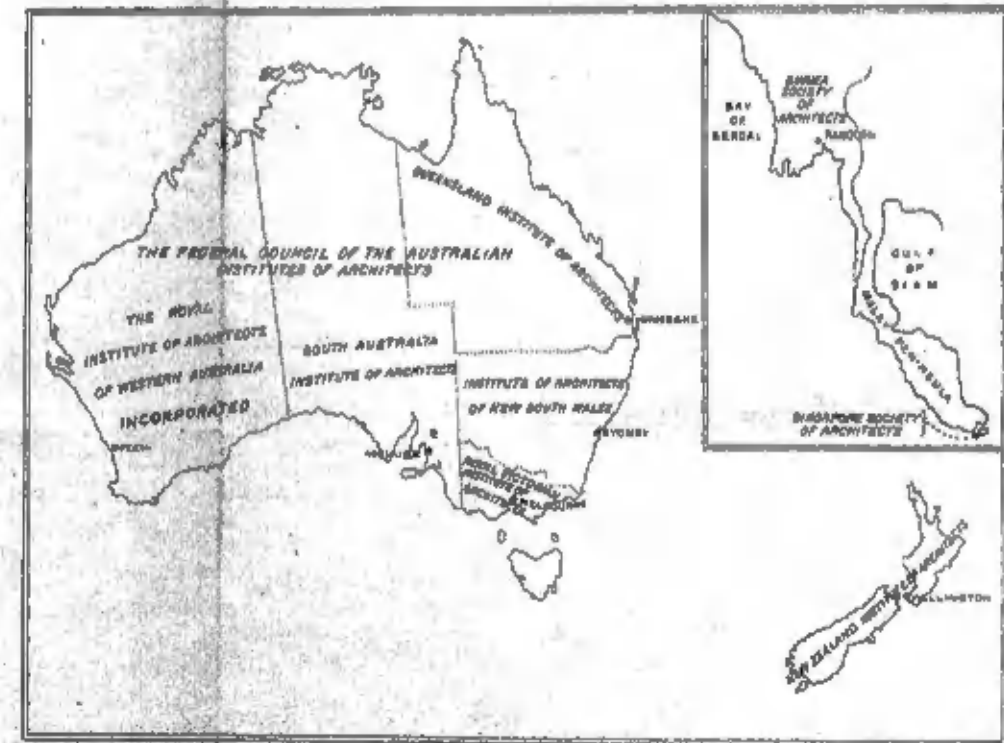 THE FEDERAL COUNCIL OF THE AUSTRALIAN
INSTITUTES OF ARCHITECTS
QUEENSLAND INSTITUTE OF ARCHITECTS
BRISBANE
THE ROYAL
INSTITUTE OF ARCHITECTS
OF WESTERN AUSTRALIA
INCORPORATED
PERTH
SOUTH AUSTRALIA
INSTITUTE OF ARCHITECTS
ADELAIDE
INSTITUTE OF ARCHITECTS
OF NEW SOUTH WALES
SYDNEY
ROYAL VICTORIAN
INSTITUTE OF
ARCHITECTS
MELBOURNE
BAY
OF
BENGAL
BURMA
SOCIETY
OF
ARCHITECTS
RANGOON
GULF
OF
SIAM
MALAY PENINSULA
SINGAPORE SOCIETY
OF ARCHITECTS
NEW ZEALAND INSTITUTE OF ARCHITECTS
WELLINGTON